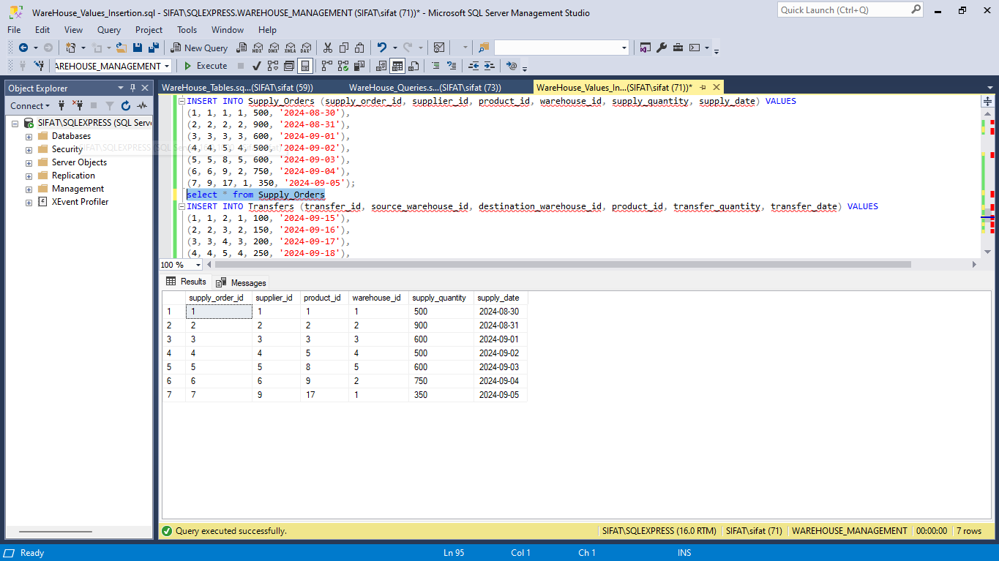 WareHouse_Values_Insertion.sql - SIFAT\SQLEXPRESS.WAREHOUSE_MANAGEMENT (SIFAT\sifat (71))* - Microsoft SQL Server Management Studio
Quick Launch (Ctrl+Q)
File Edit View Query Project Tools Window Help
New Query MDX DMX XMLA DAX
AREHOUSE_MANAGEMENT Execute
Object Explorer
WareHouse_Tables.sq...(SIFAT\sifat (59)) WareHouse_Queries.s...(SIFAT\sifat (73)) WareHouse_Values_In...(SIFAT\sifat (71))*
Connect
SIFAT\SQLEXPRESS (SQL Serve
Databases
Security
Server Objects
Replication
Management
XEvent Profiler
INSERT INTO Supply_Orders (supply_order_id, supplier_id, product_id, warehouse_id, supply_quantity, supply_date) VALUES
(1, 1, 1, 1, 500, '2024-08-30'),
(2, 2, 2, 2, 900, '2024-08-31'),
(3, 3, 3, 3, 600, '2024-09-01'),
(4, 4, 5, 4, 500, '2024-09-02'),
(5, 5, 8, 5, 600, '2024-09-03'),
(6, 6, 9, 2, 750, '2024-09-04'),
(7, 9, 17, 1, 350, '2024-09-05');
select * from Supply_Orders
INSERT INTO Transfers (transfer_id, source_warehouse_id, destination_warehouse_id, product_id, transfer_quantity, transfer_date) VALUES
(1, 1, 2, 1, 100, '2024-09-15'),
(2, 2, 3, 2, 150, '2024-09-16'),
(3, 3, 4, 3, 200, '2024-09-17'),
(4, 4, 5, 4, 250, '2024-09-18'),
100 %
Results Messages
supply_order_id supplier_id product_id warehouse_id supply_quantity supply_date
1 1 1 1 1 500 2024-08-30
2 2 2 2 2 900 2024-08-31
3 3 3 3 3 600 2024-09-01
4 4 4 5 4 500 2024-09-02
5 5 5 8 5 600 2024-09-03
6 6 6 9 2 750 2024-09-04
7 7 9 17 1 350 2024-09-05
Query executed successfully. SIFAT\SQLEXPRESS (16.0 RTM) SIFAT\sifat (71) WAREHOUSE_MANAGEMENT 00:00:00 7 rows
Ready Ln 95 Col 1 Ch 1 INS